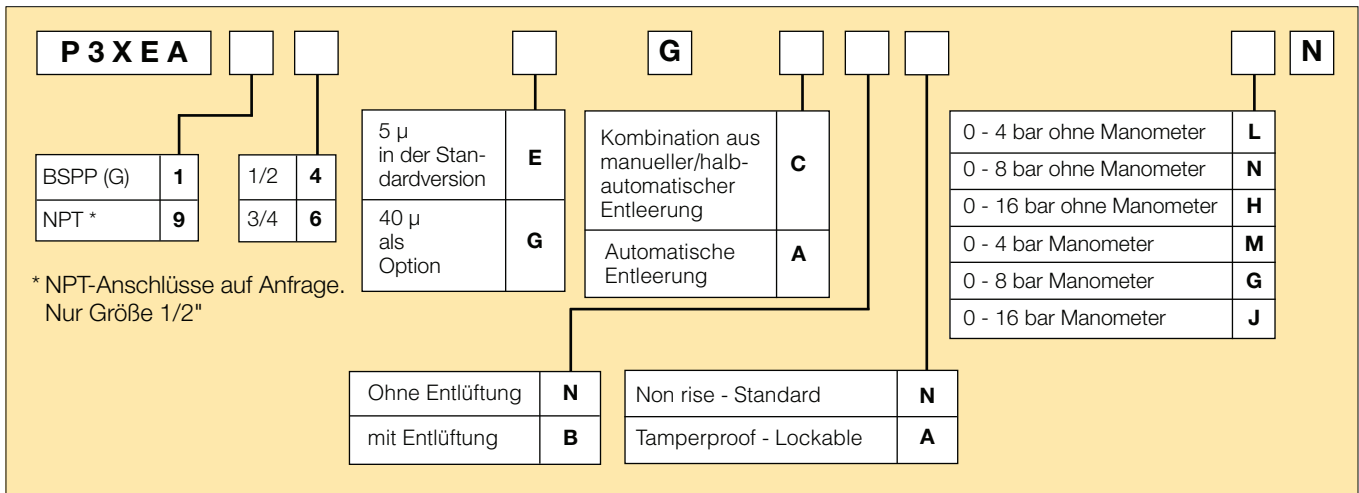 P3XEA G N
BSPP (G) 1
NPT * 9
1/2 4
3/4 6
* NPT-Anschlüsse auf Anfrage.
Nur Größe 1/2"
5 µ
in der Stan-
dardversion
E
40 µ
als
Option
G
Kombination aus
manueller/halb-
automatischer
Entleerung
C
Automatische
Entleerung
A
0 - 4 bar ohne Manometer L
0 - 8 bar ohne Manometer N
0 - 16 bar ohne Manometer H
0 - 4 bar Manometer M
0 - 8 bar Manometer G
0 - 16 bar Manometer J
Ohne Entlüftung N
mit Entlüftung B
Non rise - Standard N
Tamperproof - Lockable A